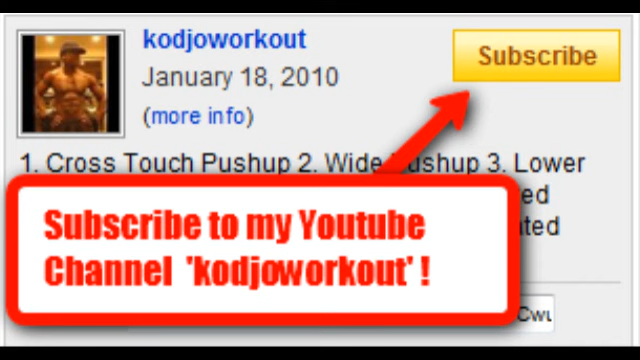 kodjoworkout
Subscribe
January 18, 2010
(more info)
1. Cross Touch Pushup 2. Wide Pushup 3. Lower
Subscribe to my Youtube
Channel 'kodjoworkout' !